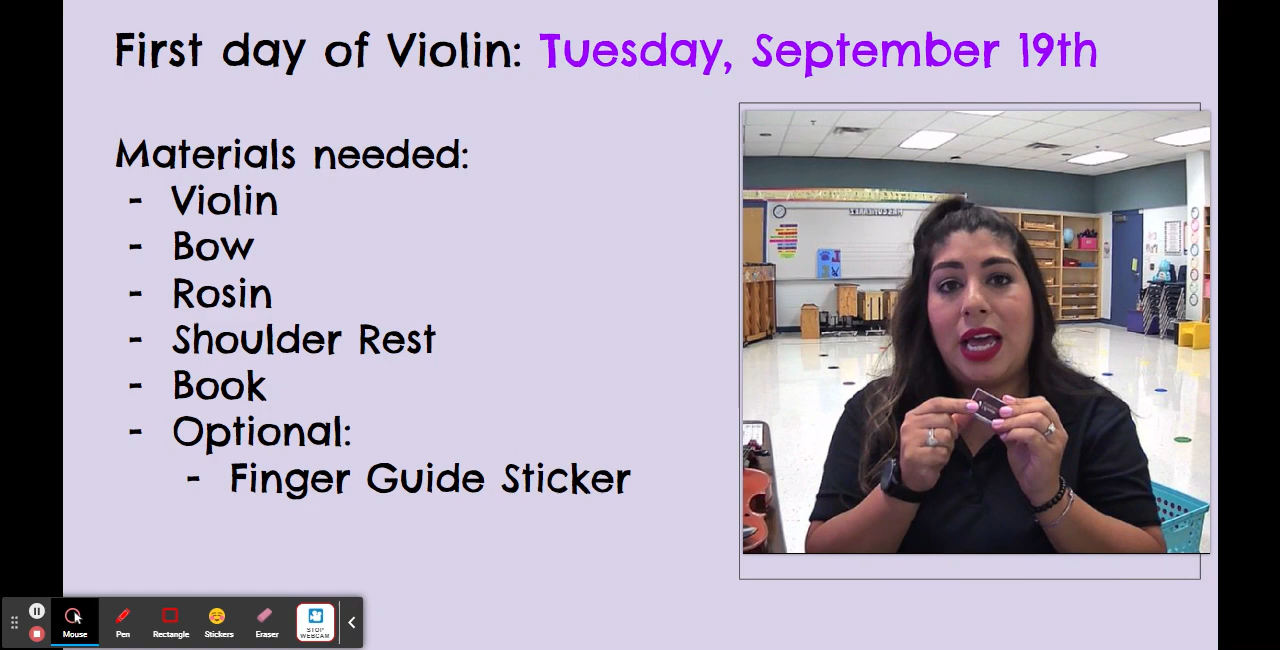 First day of Violin: Tuesday, September 19th
Materials needed:
- Violin
- Bow
- Rosin
- Shoulder Rest
- Book
- Optional:
- Finger Guide Sticker
Mouse
Pen
Rectangle
Stickers
Eraser
STOP
WEBCAM